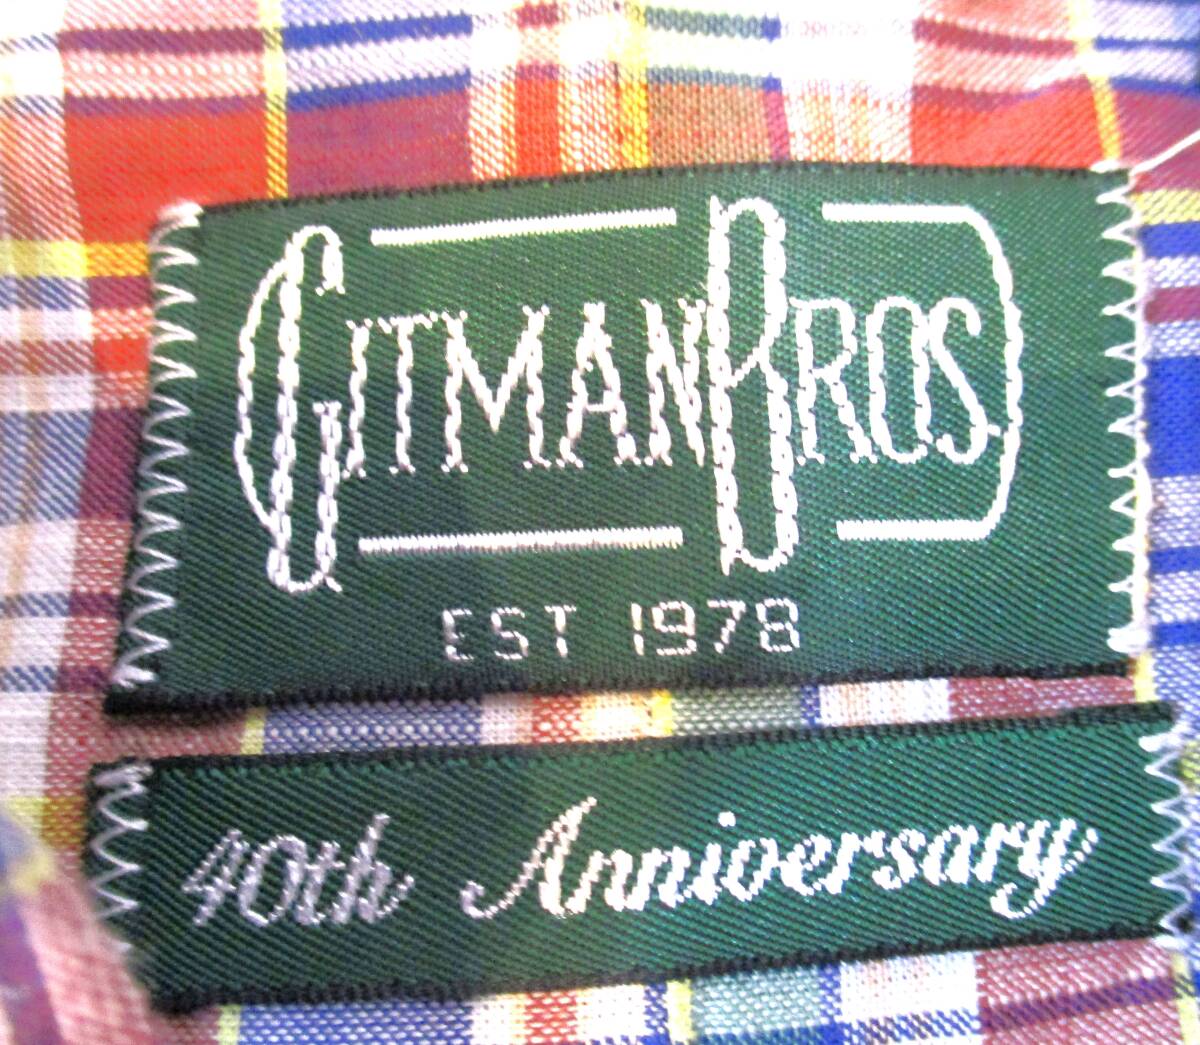 GITMAN BROS
EST 1978
40th Anniversary